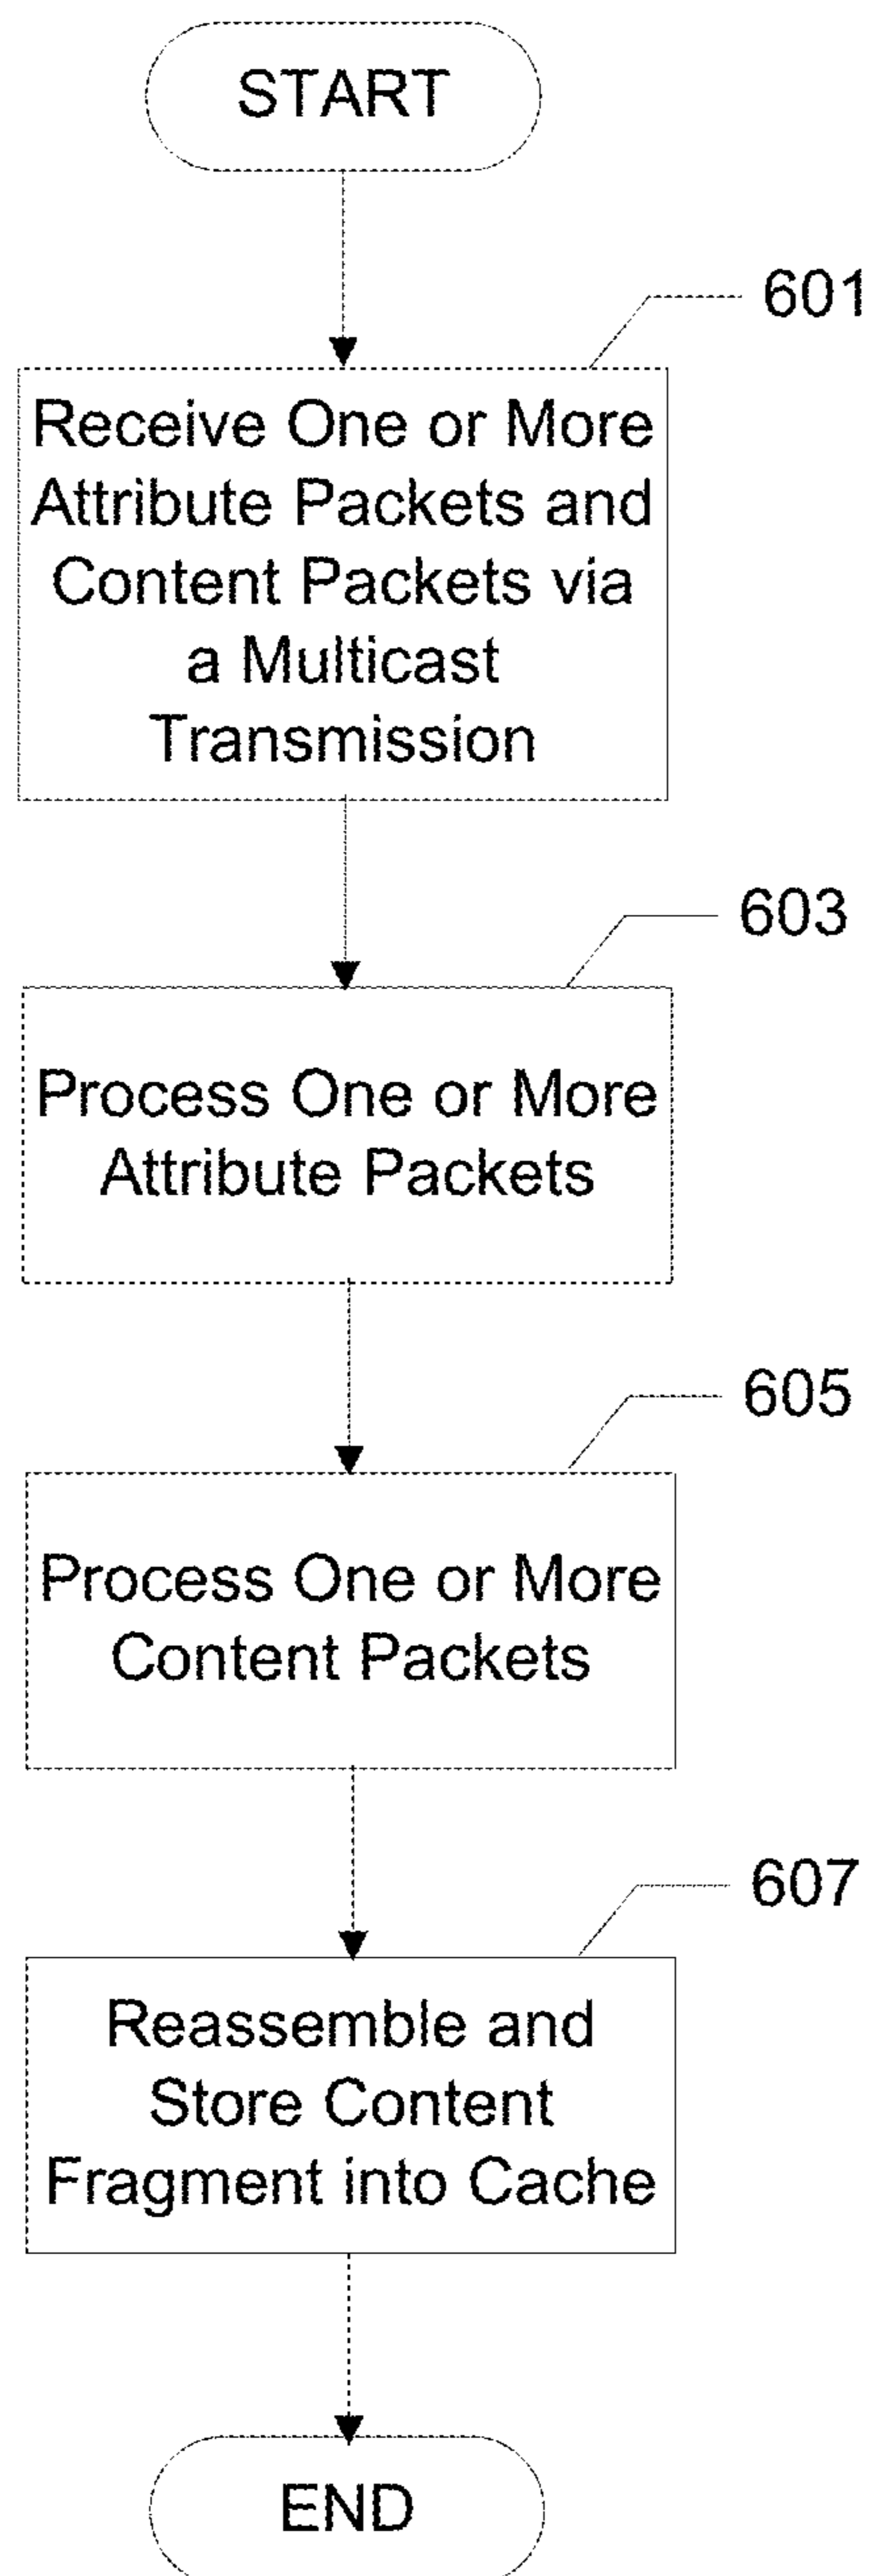 START
601
Receive One or More
Attribute Packets and
Content Packets via
a Multicast
Transmission
603
Process One or More
Attribute Packets
605
Process One or More
Content Packets
607
Reassemble and
Store Content
Fragment into Cache
END